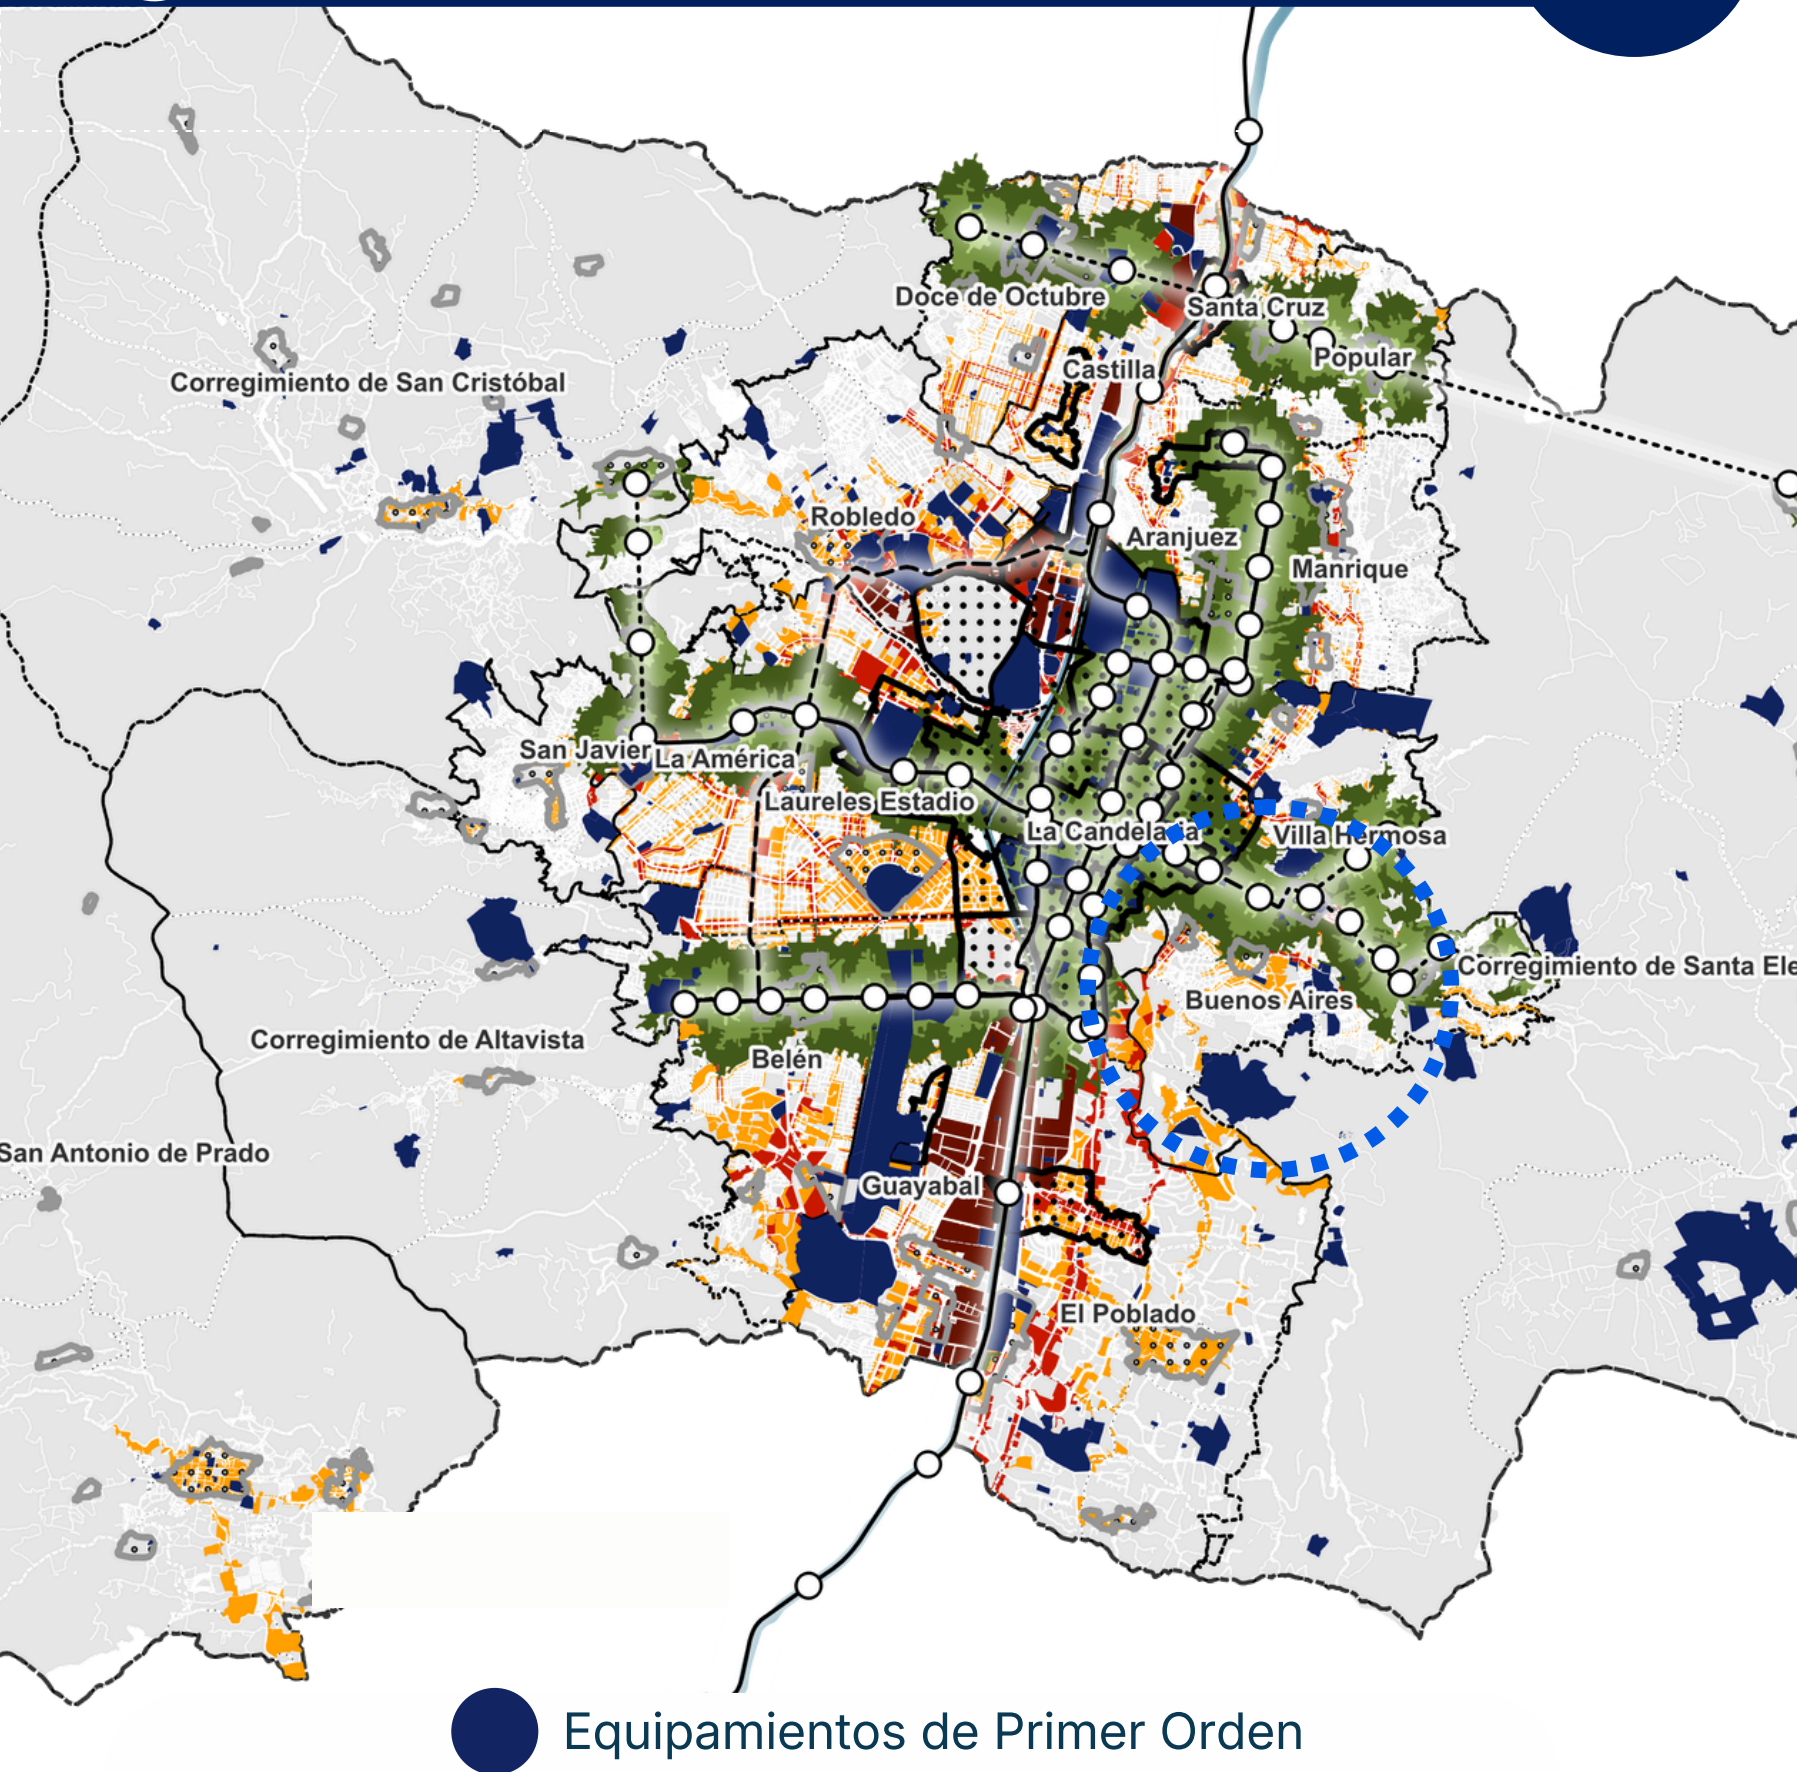 Doce de Octubre
Santa Cruz
Popular
Castilla
Corregimiento de San Cristóbal
Robledo
Aranjuez
Manrique
San Javier
La América
Laureles Estadio
La Candelaria
Villa Hermosa
Corregimiento de Santa Ele
Buenos Aires
Corregimiento de Altavista
Belén
San Antonio de Prado
Guayabal
El Poblado
Equipamientos de Primer Orden